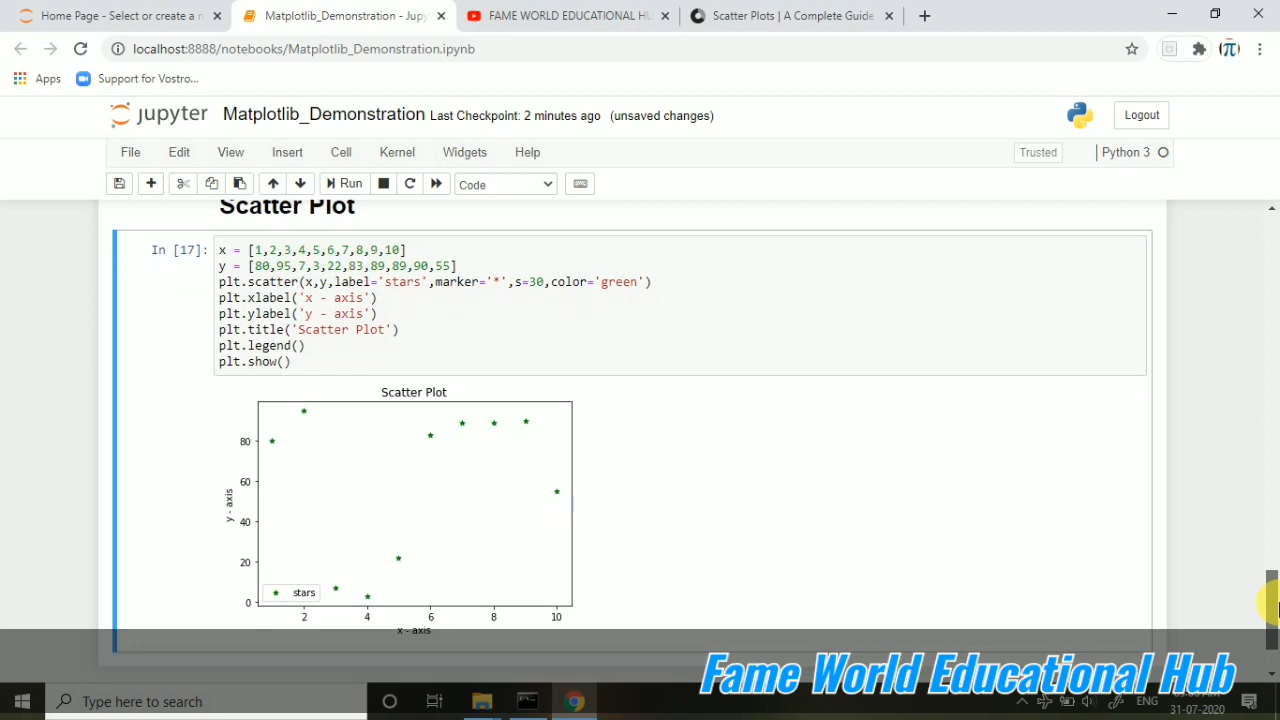 Home Page - Select or create a n
Matplotlib_Demonstration - Jupy
FAME WORLD EDUCATIONAL HU
Scatter Plots | A Complete Guide
localhost:8888/notebooks/Matplotlib_Demonstration.ipynb
Apps
Support for Vostro...
jupyter
Matplotlib_Demonstration Last Checkpoint: 2 minutes ago (unsaved changes)
Logout
File Edit View Insert Cell Kernel Widgets Help
Trusted
Python 3
Run
Code
Scatter Plot
In [17]:
x = [1,2,3,4,5,6,7,8,9,10]
y = [80,95,7,3,22,83,89,89,90,55]
plt.scatter(x,y,label='stars',marker='*',s=30,color='green')
plt.xlabel('x - axis')
plt.ylabel('y - axis')
plt.title('Scatter Plot')
plt.legend()
plt.show()
Scatter Plot
80
60
40
20
0
y - axis
stars
2 4 6 8 10
x - axis
Fame World Educational Hub
Type here to search
ENG
31-07-2020